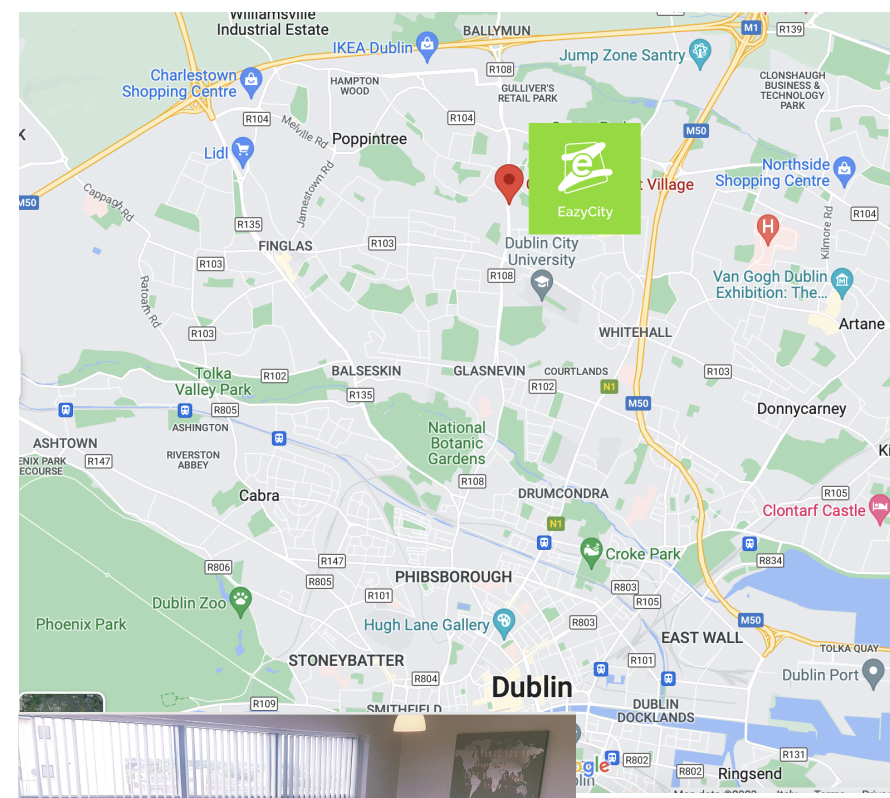 Williamsville
Industrial Estate
BALLYMUN
M1
R139
IKEA Dublin
Jump Zone Santry
R108
Charlestown
Shopping Centre
HAMPTON
WOOD
GULLIVER'S
RETAIL PARK
CLONSHAUGH
BUSINESS &
TECHNOLOGY
PARK
R104
Melville Rd
R104
M50
Poppintree
Lidl
Northside
Shopping Centre
Jamestown Rd
e
t Village
M50
Cappagh Rd
EazyCity
Kilmore Rd
R104
R135
H
FINGLAS
R103
Dublin City
University
R103
R108
Ratoath Rd
Van Gogh Dublin
Exhibition: The...
R103
WHITEHALL
Artane
Tolka
Valley Park
R102
BALSESKIN
GLASNEVIN
COURTLANDS
R103
R102
N1
R135
M50
R805
Donnycarney
ASHINGTON
National
Botanic
Gardens
ASHTOWN
RIVERSTON
ABBEY
R147
ENIX PARK
ECOURSE
Ki
R108
Cabra
DRUMCONDRA
R105
Clontarf Castle
N1
Croke Park
R147
R834
R806
R805
PHIBSBOROUGH
R803
R101
R105
Dublin Zoo
Phoenix Park
Hugh Lane Gallery
R803
M50
EAST WALL
TOLKA QUAY
STONEYBATTER
R101
R804
Dublin Port
Dublin
R109
SMITHFIELD
DUBLIN
DOCKLANDS
R131
gle
R802
R802
Ringsend
blin